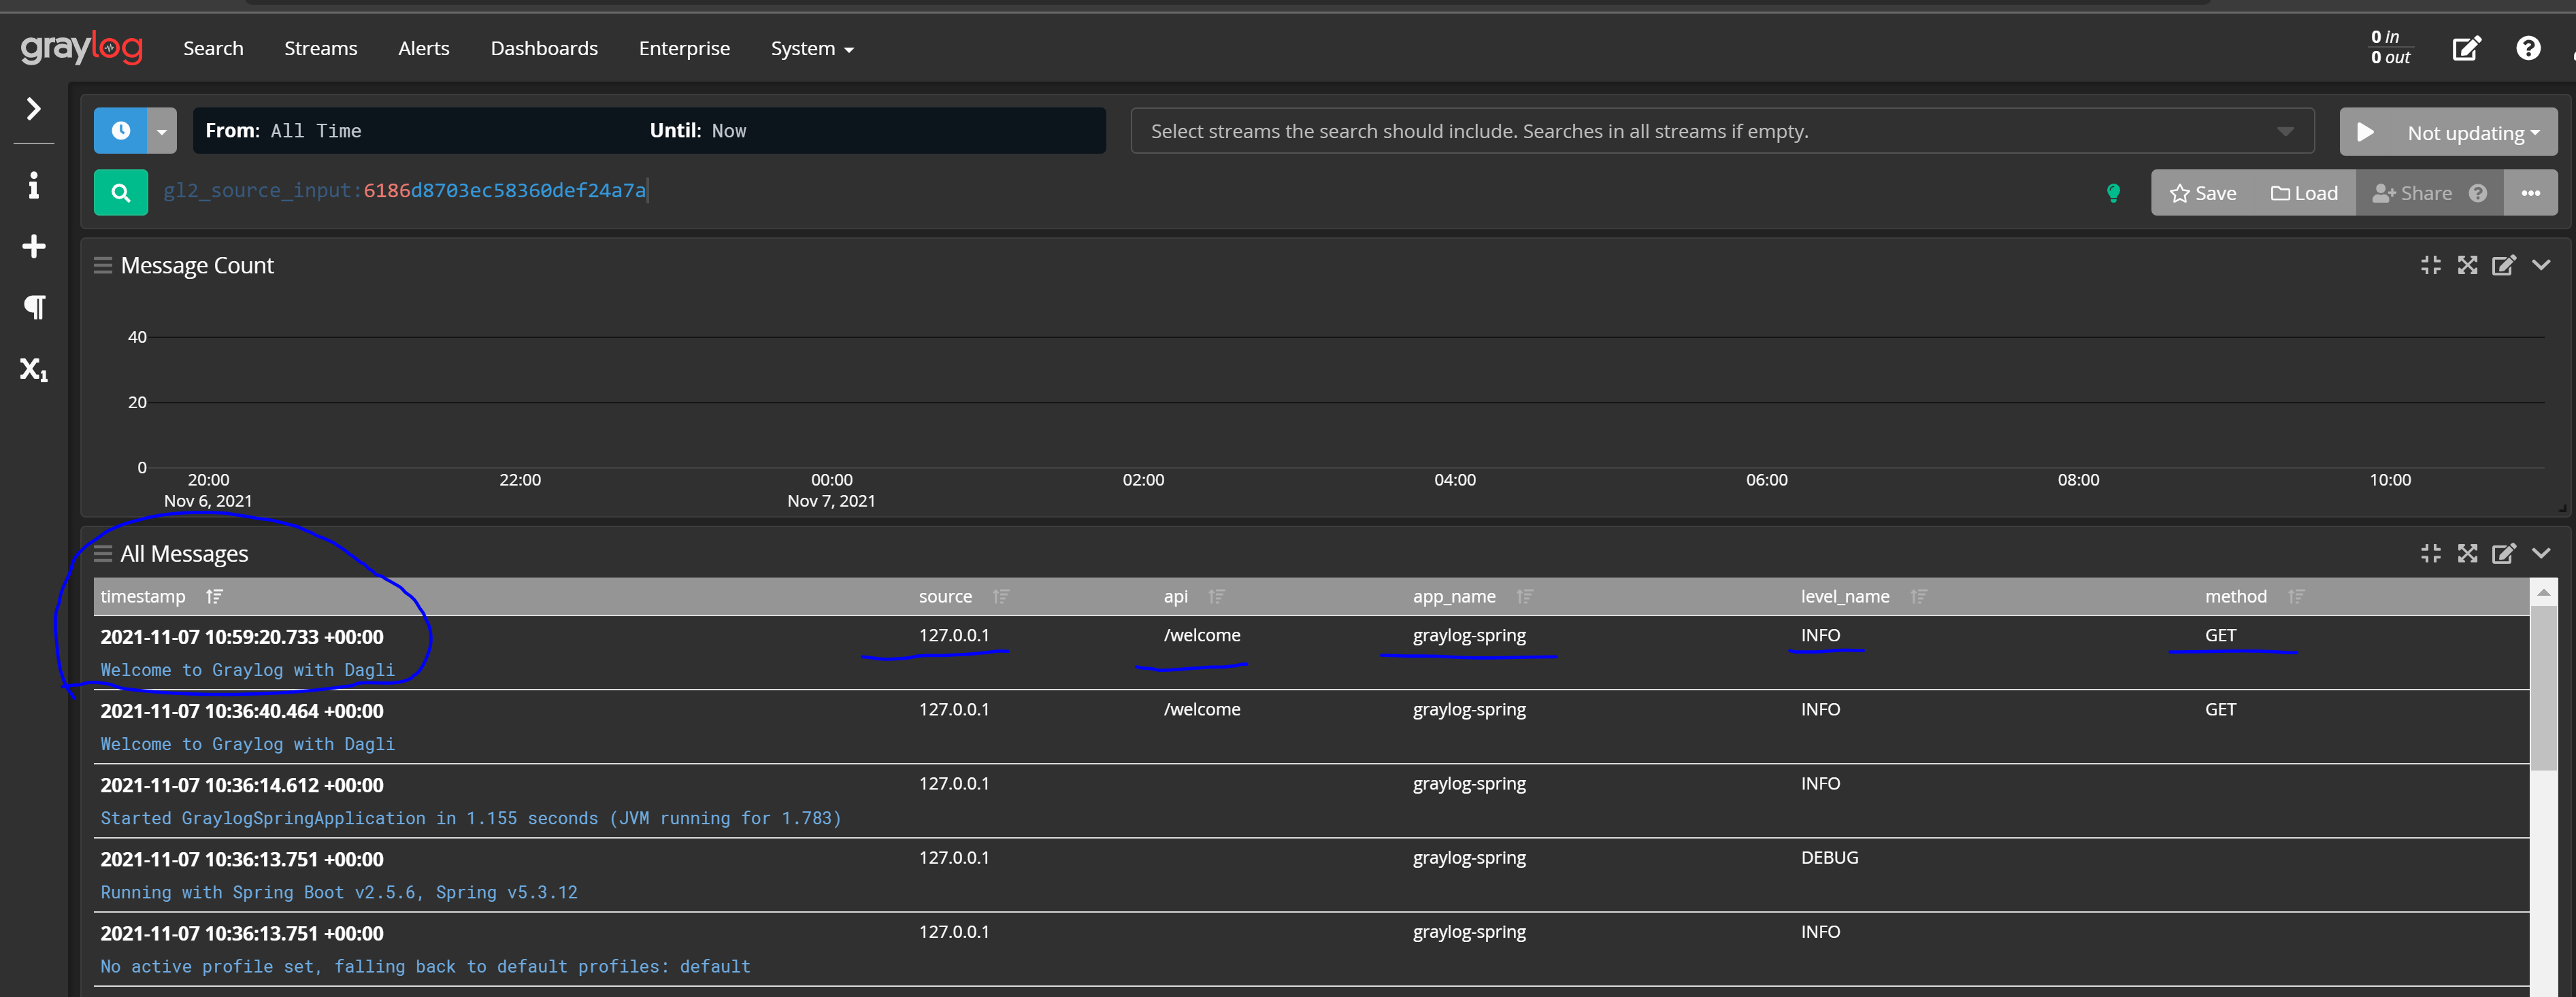 graylog Search Streams Alerts Dashboards Enterprise System 0 in
0 out
From: All Time Until: Now Select streams the search should include. Searches in all streams if empty. Not updating
gl2_source_input:6186d8703ec58360def24a7a Save Load Share
Message Count
40
20
0
20:00 22:00 00:00 02:00 04:00 06:00 08:00 10:00
Nov 6, 2021 Nov 7, 2021
All Messages
timestamp source api app_name level_name method
2021-11-07 10:59:20.733 +00:00 127.0.0.1 /welcome graylog-spring INFO GET
Welcome to Graylog with Dagli
2021-11-07 10:36:40.464 +00:00 127.0.0.1 /welcome graylog-spring INFO GET
Welcome to Graylog with Dagli
2021-11-07 10:36:14.612 +00:00 127.0.0.1 graylog-spring INFO
Started GraylogSpringApplication in 1.155 seconds (JVM running for 1.783)
2021-11-07 10:36:13.751 +00:00 127.0.0.1 graylog-spring DEBUG
Running with Spring Boot v2.5.6, Spring v5.3.12
2021-11-07 10:36:13.751 +00:00 127.0.0.1 graylog-spring INFO
No active profile set, falling back to default profiles: default